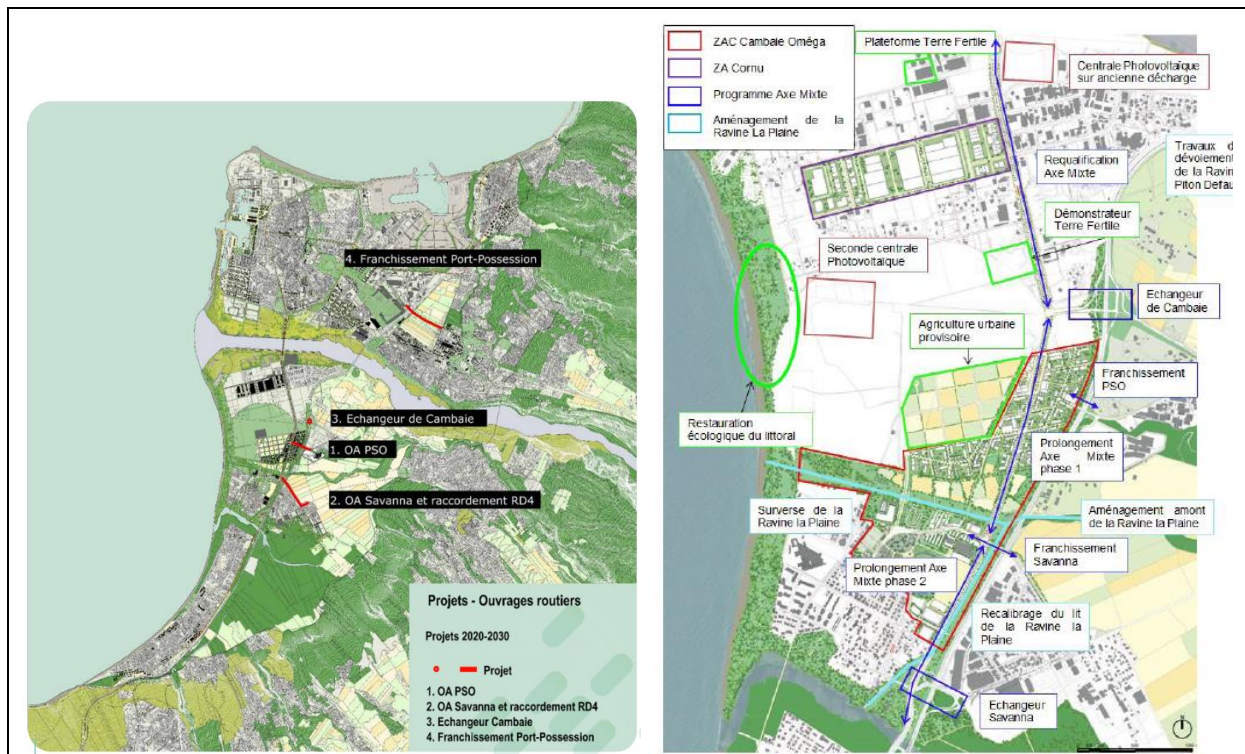 4. Franchissement Port-Possession
3. Echangeur de Cambaie
1. OA PSO
2. OA Savanna et raccordement RD4
Projets - Ouvrages routiers
Projets 2020-2030
Projet
1. OA PSO
2. OA Savanna et raccordement RD4
3. Echangeur Cambaie
4. Franchissement Port-Possession
ZAC Cambaie Oméga
ZA Cornu
Programme Axe Mixte
Aménagement de la
Ravine La Plaine
Plateforme Terre Fertile
Centrale Photovoltaïque
sur ancienne décharge
Requalification
Axe Mixte
Travaux d
dévoiement
de la Ravin
Piton Defau
Démonstrateur
Terre Fertile
Seconde centrale
Photovoltaïque
Echangeur
de Cambaie
Agriculture urbaine
provisoire
Franchissement
PSO
Restauration
écologique du littoral
Prolongement
Axe Mixte
phase 1
Surverse de la
Ravine la Plaine
Aménagement amont
de la Ravine la Plaine
Franchissement
Savanna
Prolongement Axe
Mixte phase 2
Recalibrage du lit
de la Ravine la
Plaine
Echangeur
Savanna